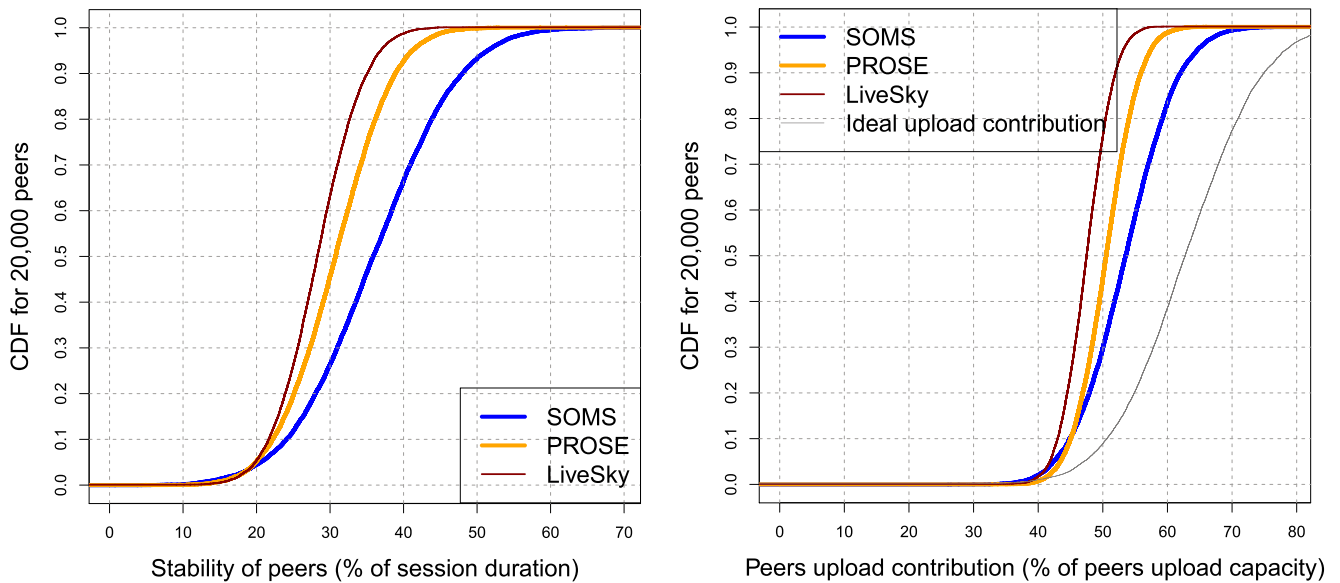 CDF for 20,000 peers
1.0
0.9
0.8
0.7
0.6
0.5
0.4
0.3
0.2
0.1
0.0
SOMS
PROSE
LiveSky
0 10 20 30 40 50 60 70
Stability of peers (% of session duration)
CDF for 20,000 peers
1.0
0.9
0.8
0.7
0.6
0.5
0.4
0.3
0.2
0.1
0.0
SOMS
PROSE
LiveSky
Ideal upload contribution
0 10 20 30 40 50 60 70 80
Peers upload contribution (% of peers upload capacity)